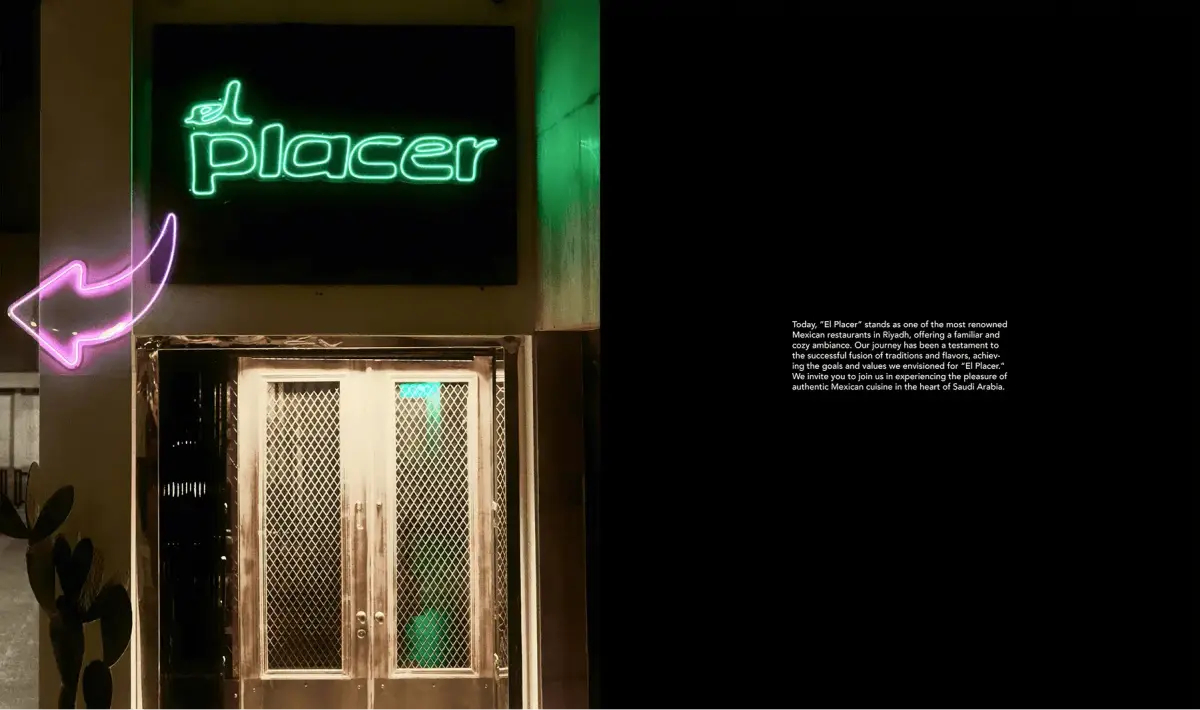 el
placer
Today, “El Placer” stands as one of the most renowned
Mexican restaurants in Riyadh, offering a familiar and
cozy ambiance. Our journey has been a testament to
the successful fusion of traditions and flavors, achiev-
ing the goals and values we envisioned for “El Placer.”
We invite you to join us in experiencing the pleasure of
authentic Mexican cuisine in the heart of Saudi Arabia.